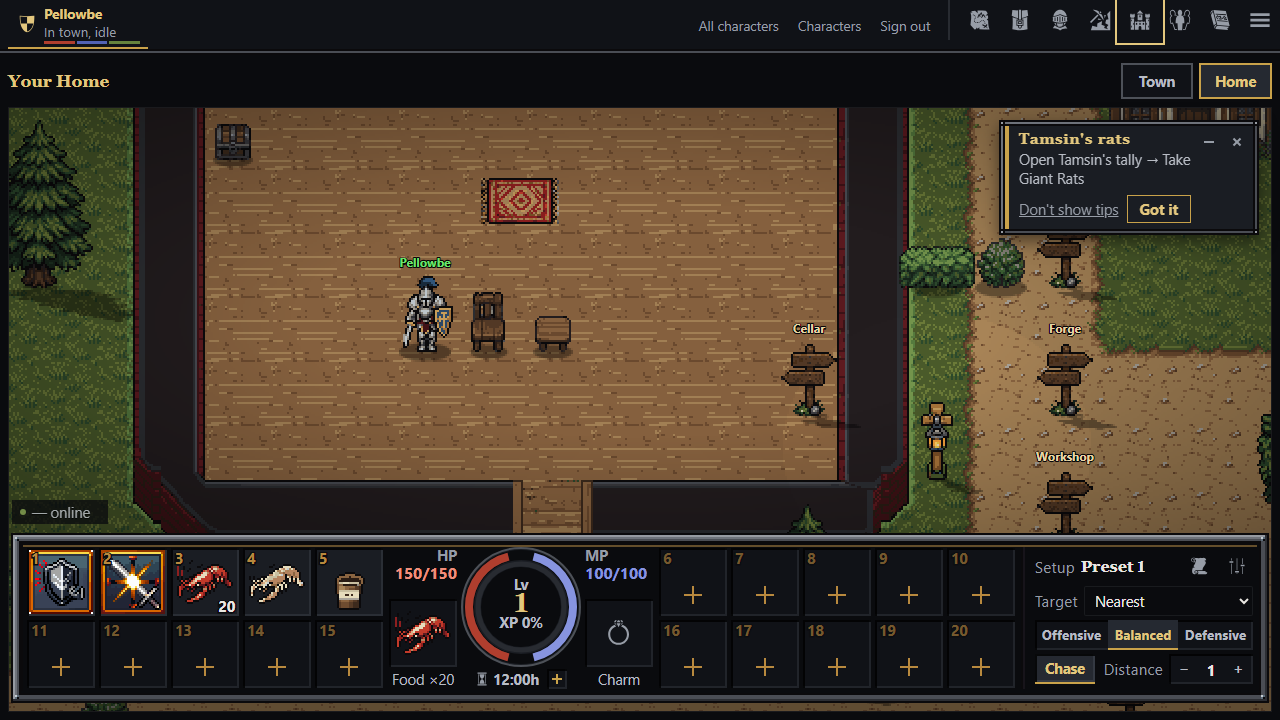 Pellowbe
In town, idle
All characters
Characters
Sign out
Your Home
Town
Home
Tamsin's rats
Open Tamsin's tally → Take
Giant Rats
Don't show tips
Got it
Pellowbe
Cellar
Forge
Workshop
— online
1
2
3
20
4
5
HP
150/150
Lv
1
XP 0%
MP
100/100
6
7
8
9
10
11
12
13
14
15
Food ×20
12:00h
+
Charm
16
17
18
19
20
Setup Preset 1
Target Nearest
Offensive Balanced Defensive
Chase Distance − 1 +